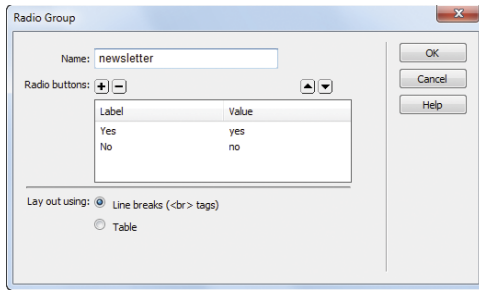 Radio Group
Name: newsletter
OK
Radio buttons:
Cancel
Help
Label Value
Yes yes
No no
Lay out using: Line breaks (<br> tags)
Table